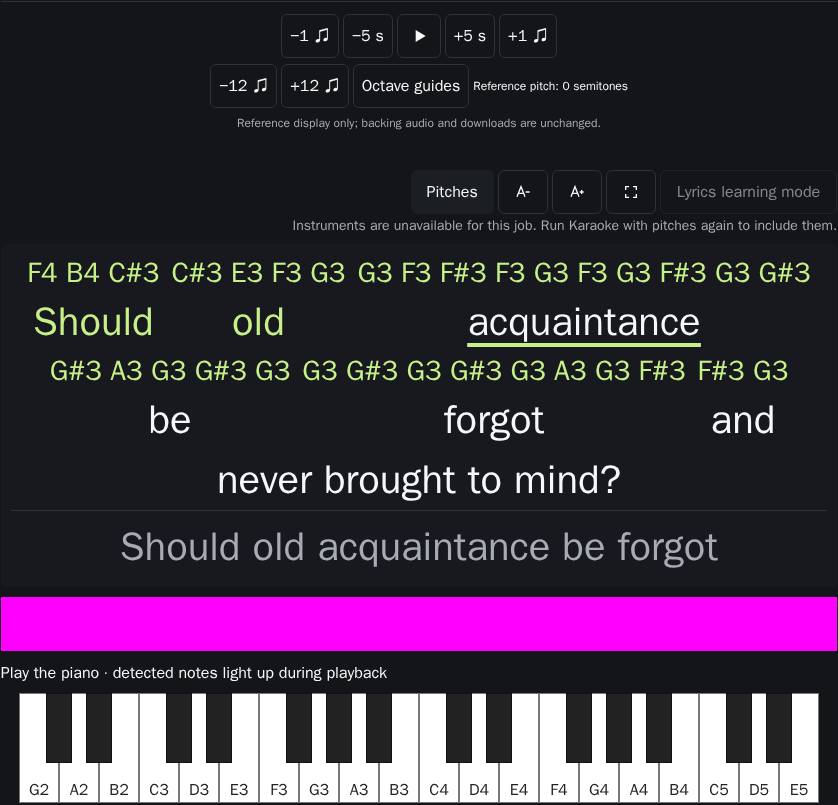 −1 ♫ −5 s ▶ +5 s +1 ♫
−12 ♫ +12 ♫ Octave guides Reference pitch: 0 semitones
Reference display only; backing audio and downloads are unchanged.
Pitches A- A+ Lyrics learning mode
Instruments are unavailable for this job. Run Karaoke with pitches again to include them.
F4 B4 C#3 C#3 E3 F3 G3 G3 F3 F#3 F3 G3 F3 G3 F#3 G3 G#3
Should old acquaintance
G#3 A3 G3 G#3 G3 G3 G#3 G3 G#3 G3 A3 G3 F#3 F#3 G3
be forgot and
never brought to mind?
Should old acquaintance be forgot
Play the piano · detected notes light up during playback
G2 A2 B2 C3 D3 E3 F3 G3 A3 B3 C4 D4 E4 F4 G4 A4 B4 C5 D5 E5